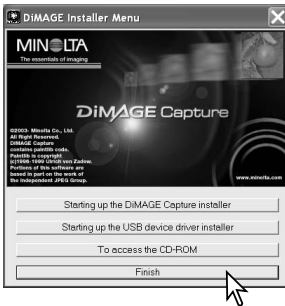 DiMAGE Installer Menu
MINOLTA
The essentials of imaging
DiMAGE Capture
©2003- Minolta Co., Ltd.
All Right Reserved.
DIMAGE Capture
contains paintlib code.
Paintlib is copyright
(c)1996-1999 Ulrich von Zadow.
Portions of this software are
based in part on the work of
the Independent JPEG Group.
www.minolta.com
Starting up the DiMAGE Capture installer
Starting up the USB device driver installer
To access the CD-ROM
Finish